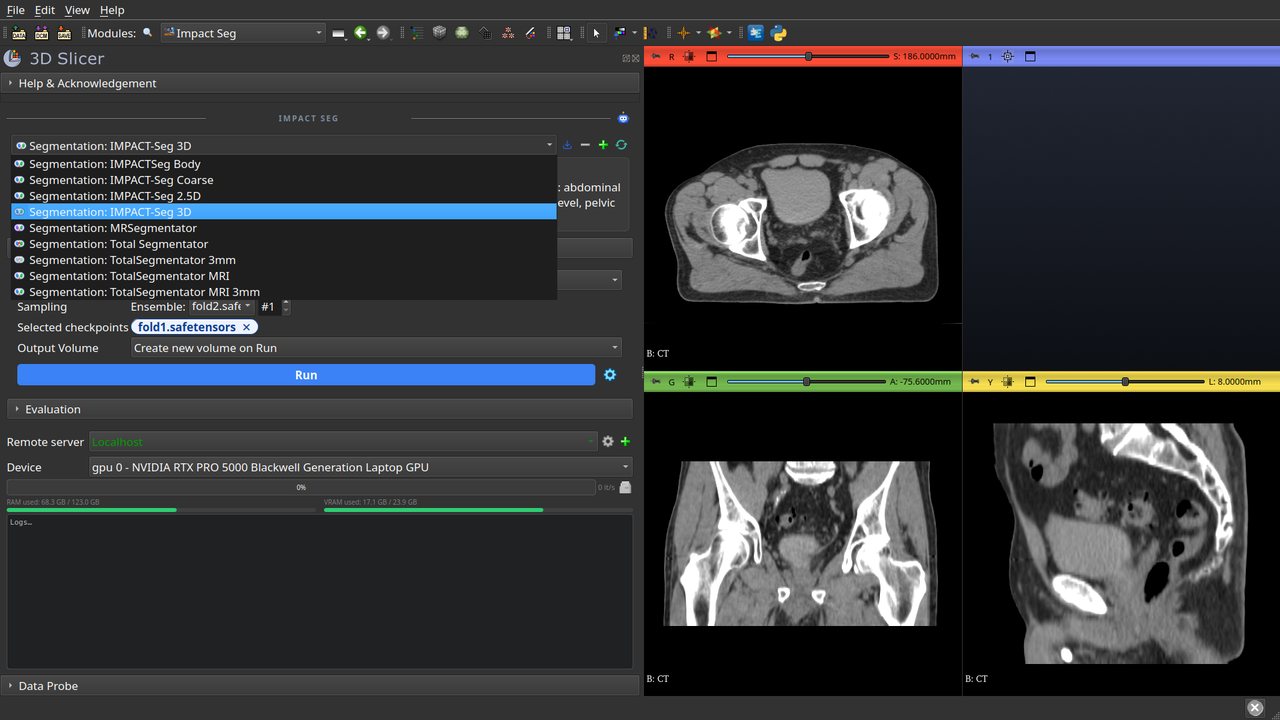 File Edit View Help
Modules: Impact Seg
3D Slicer
Help & Acknowledgement
IMPACT SEG
Segmentation: IMPACT-Seg 3D
Segmentation: IMPACTSeg Body
Segmentation: IMPACT-Seg Coarse
Segmentation: IMPACT-Seg 2.5D
Segmentation: IMPACT-Seg 3D
Segmentation: MRSegmentator
Segmentation: Total Segmentator
Segmentation: TotalSegmentator 3mm
Segmentation: TotalSegmentator MRI
Segmentation: TotalSegmentator MRI 3mm
: abdominal
evel, pelvic
Sampling Ensemble: fold2.safe #1
Selected checkpoints fold1.safetensors ✕
Output Volume Create new volume on Run
Run
Evaluation
Remote server Localhost
Device gpu 0 - NVIDIA RTX PRO 5000 Blackwell Generation Laptop GPU
0% 0 it/s
RAM used: 68.3 GB / 123.0 GB VRAM used: 17.1 GB / 23.9 GB
Logs…
Data Probe
R S: 186.0000mm
B: CT
1
G A: -75.6000mm
B: CT
Y L: 8.0000mm
B: CT